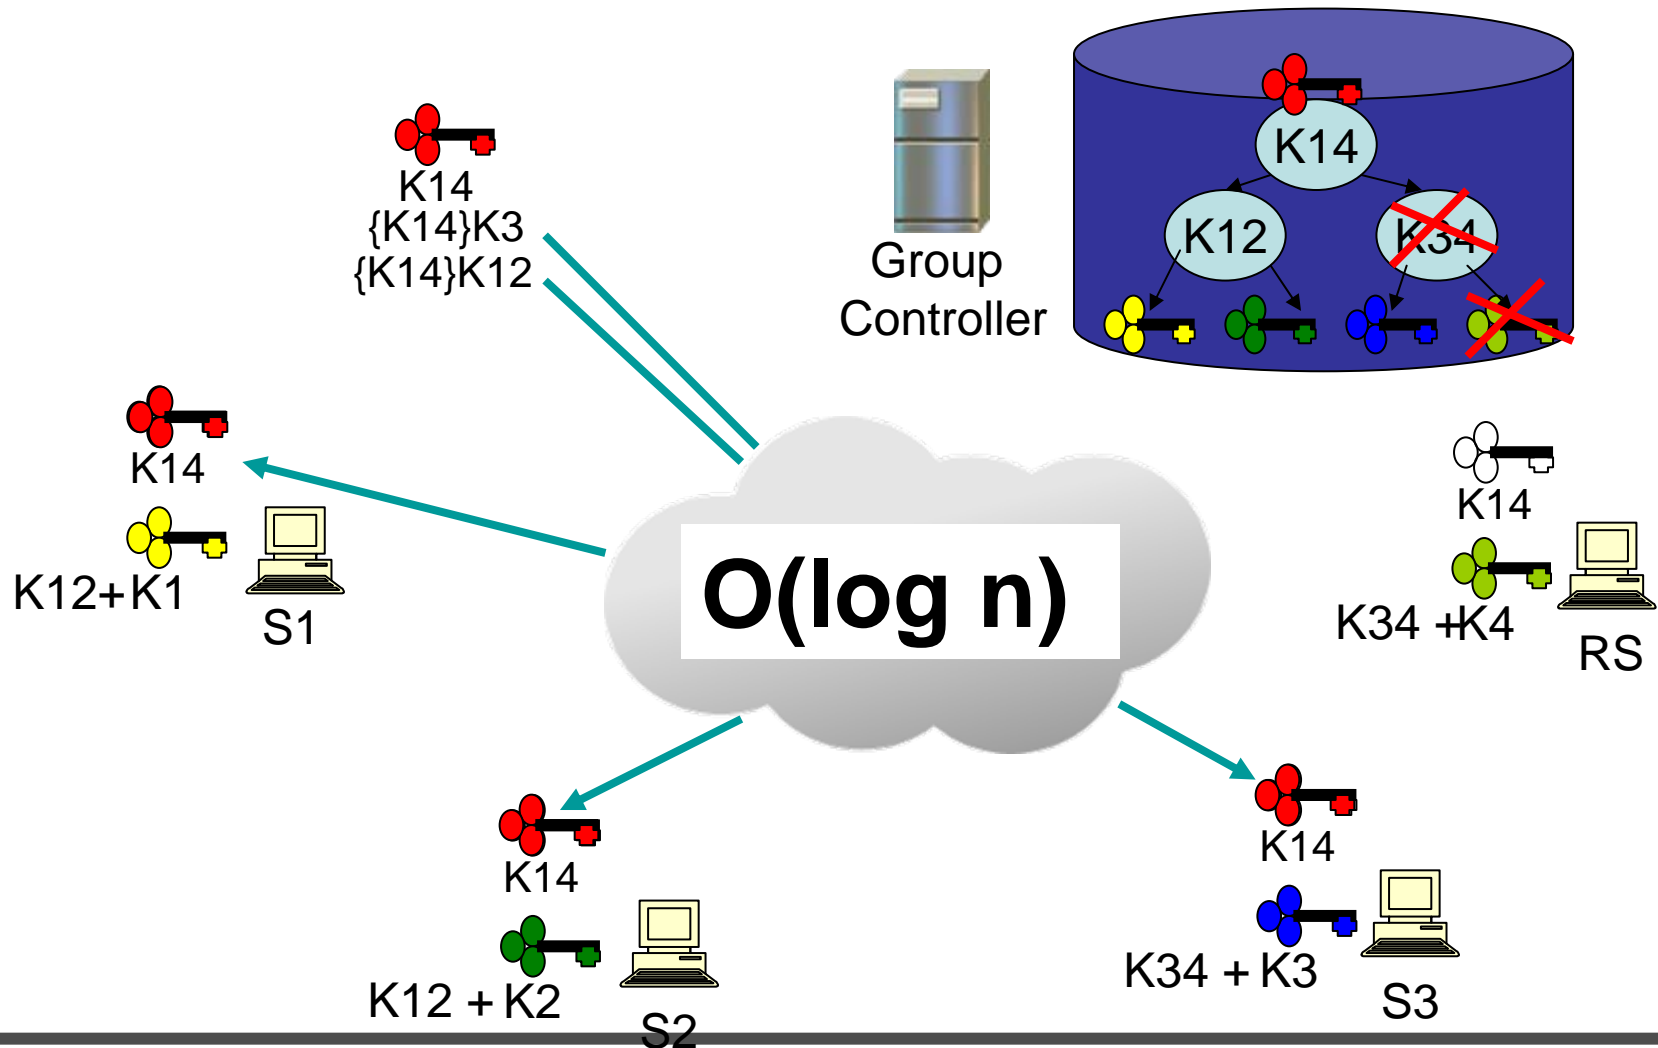 K14
{K14}K3
{K14}K12
Group
Controller
K14
K12
K34
K14
K12+K1
S1
O(log n)
K14
K34 +K4
RS
K14
K12 + K2
S2
K14
K34 + K3
S3